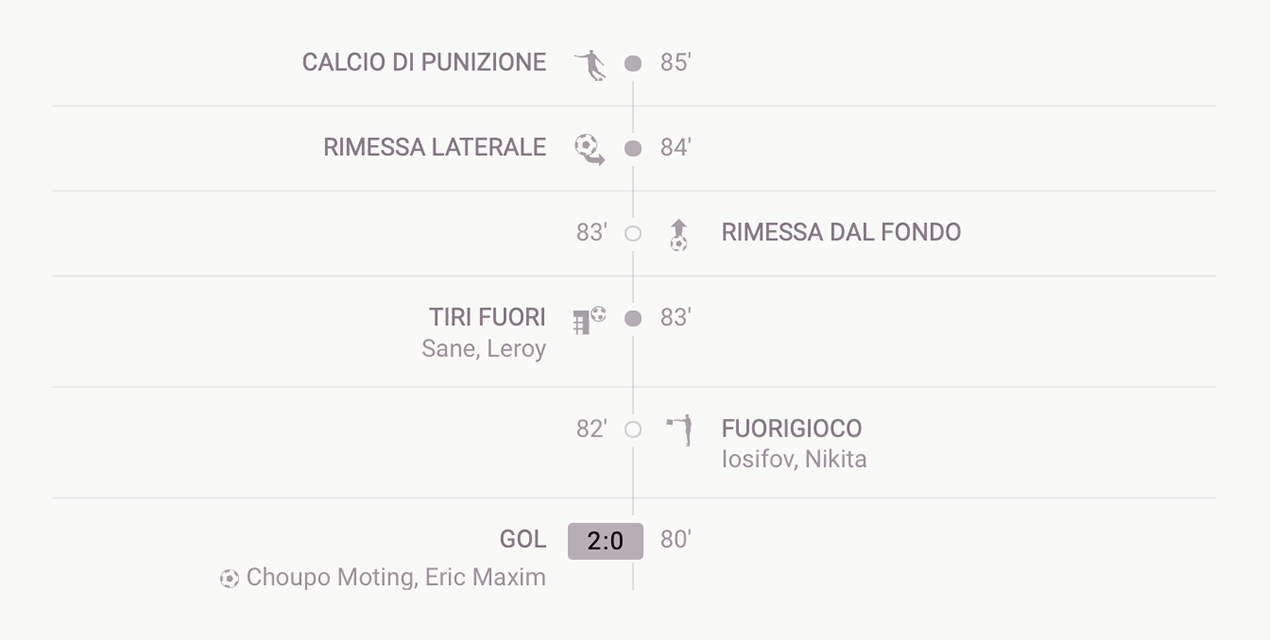 CALCIO DI PUNIZIONE 85'
RIMESSA LATERALE 84'
83' RIMESSA DAL FONDO
TIRI FUORI 83'
Sane, Leroy
82' FUORIGIOCO
Iosifov, Nikita
GOL 2:0 80'
Choupo Moting, Eric Maxim